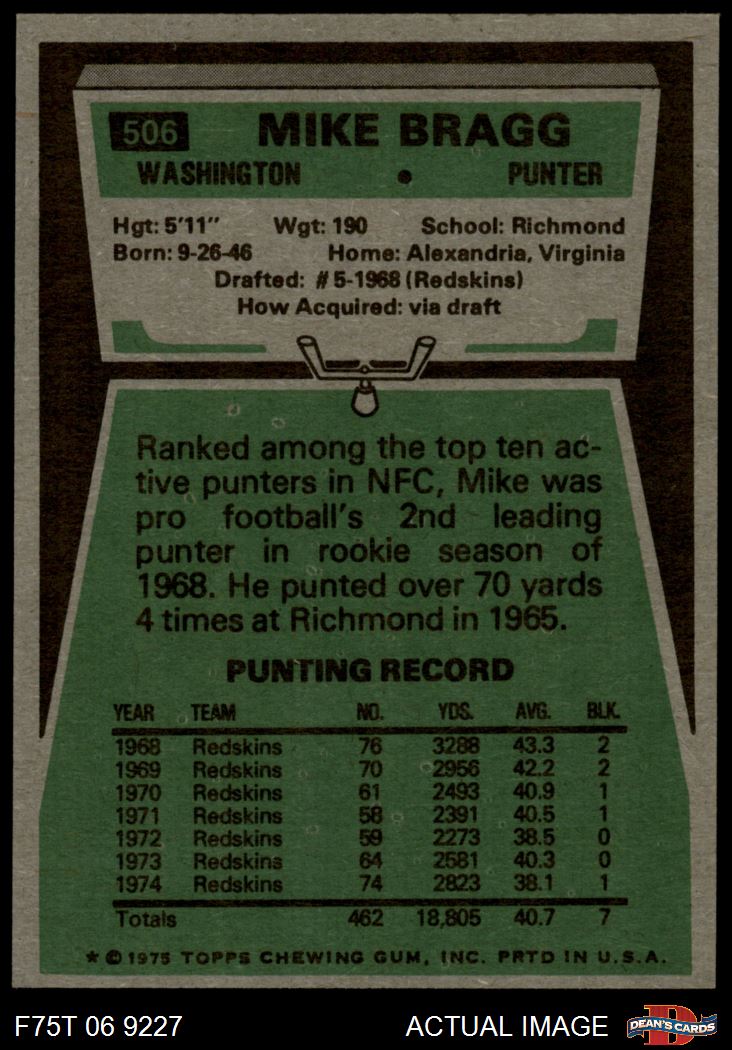 506 MIKE BRAGG
WASHINGTON • PUNTER
Hgt: 5'11" Wgt: 190 School: Richmond
Born: 9-26-46 Home: Alexandria, Virginia
Drafted: #5-1968 (Redskins)
How Acquired: via draft
Ranked among the top ten ac-
tive punters in NFC, Mike was
pro football's 2nd leading
punter in rookie season of
1968. He punted over 70 yards
4 times at Richmond in 1965.
PUNTING RECORD
YEAR TEAM NO. YDS. AVG. BLK.
1968 Redskins 76 3288 43.3 2
1969 Redskins 70 2956 42.2 2
1970 Redskins 61 2493 40.9 1
1971 Redskins 58 2391 40.5 1
1972 Redskins 59 2273 38.5 0
1973 Redskins 64 2581 40.3 0
1974 Redskins 74 2823 38.1 1
Totals 462 18,805 40.7 7
* © 1975 TOPPS CHEWING GUM, INC. PRTD IN U.S.A.
F75T 06 9227 ACTUAL IMAGE DEAN'S CARDS